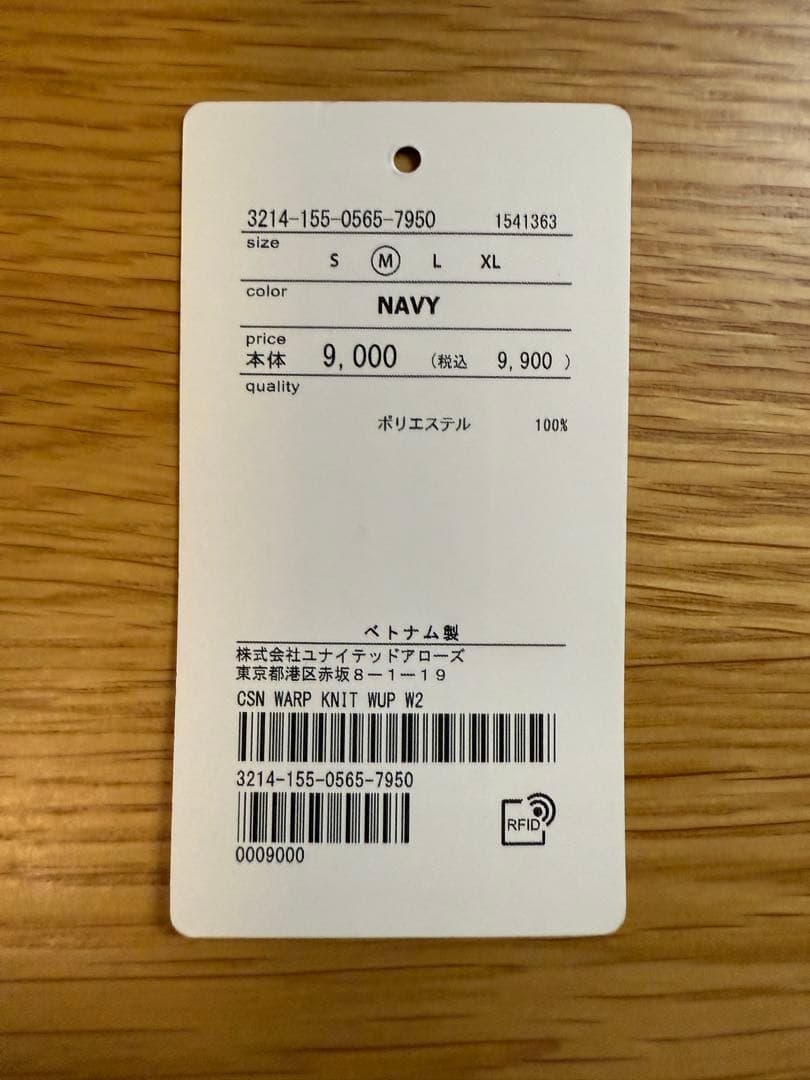 3214-155-0565-7950 1541363
size
S M L XL
color
NAVY
price
本体 9,000 (税込 9,900 )
quality
ポリエステル 100%
ベトナム製
株式会社ユナイテッドアローズ
東京都港区赤坂8-1-19
CSN WARP KNIT WUP W2
3214-155-0565-7950
RFID
0009000